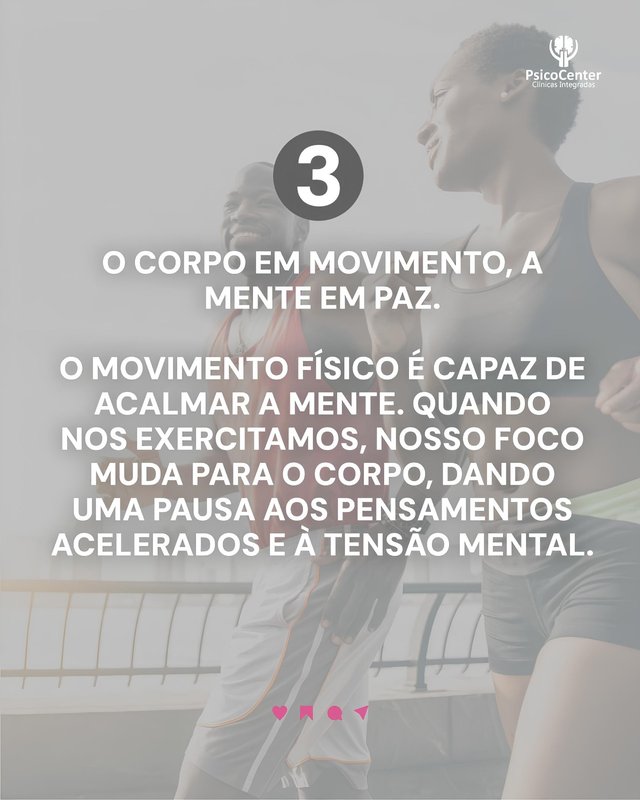 PsicoCenter
Clínicas Integradas
3
O CORPO EM MOVIMENTO, A
MENTE EM PAZ.
O MOVIMENTO FÍSICO É CAPAZ DE
ACALMAR A MENTE. QUANDO
NOS EXERCITAMOS, NOSSO FOCO
MUDA PARA O CORPO, DANDO
UMA PAUSA AOS PENSAMENTOS
ACELERADOS E À TENSÃO MENTAL.